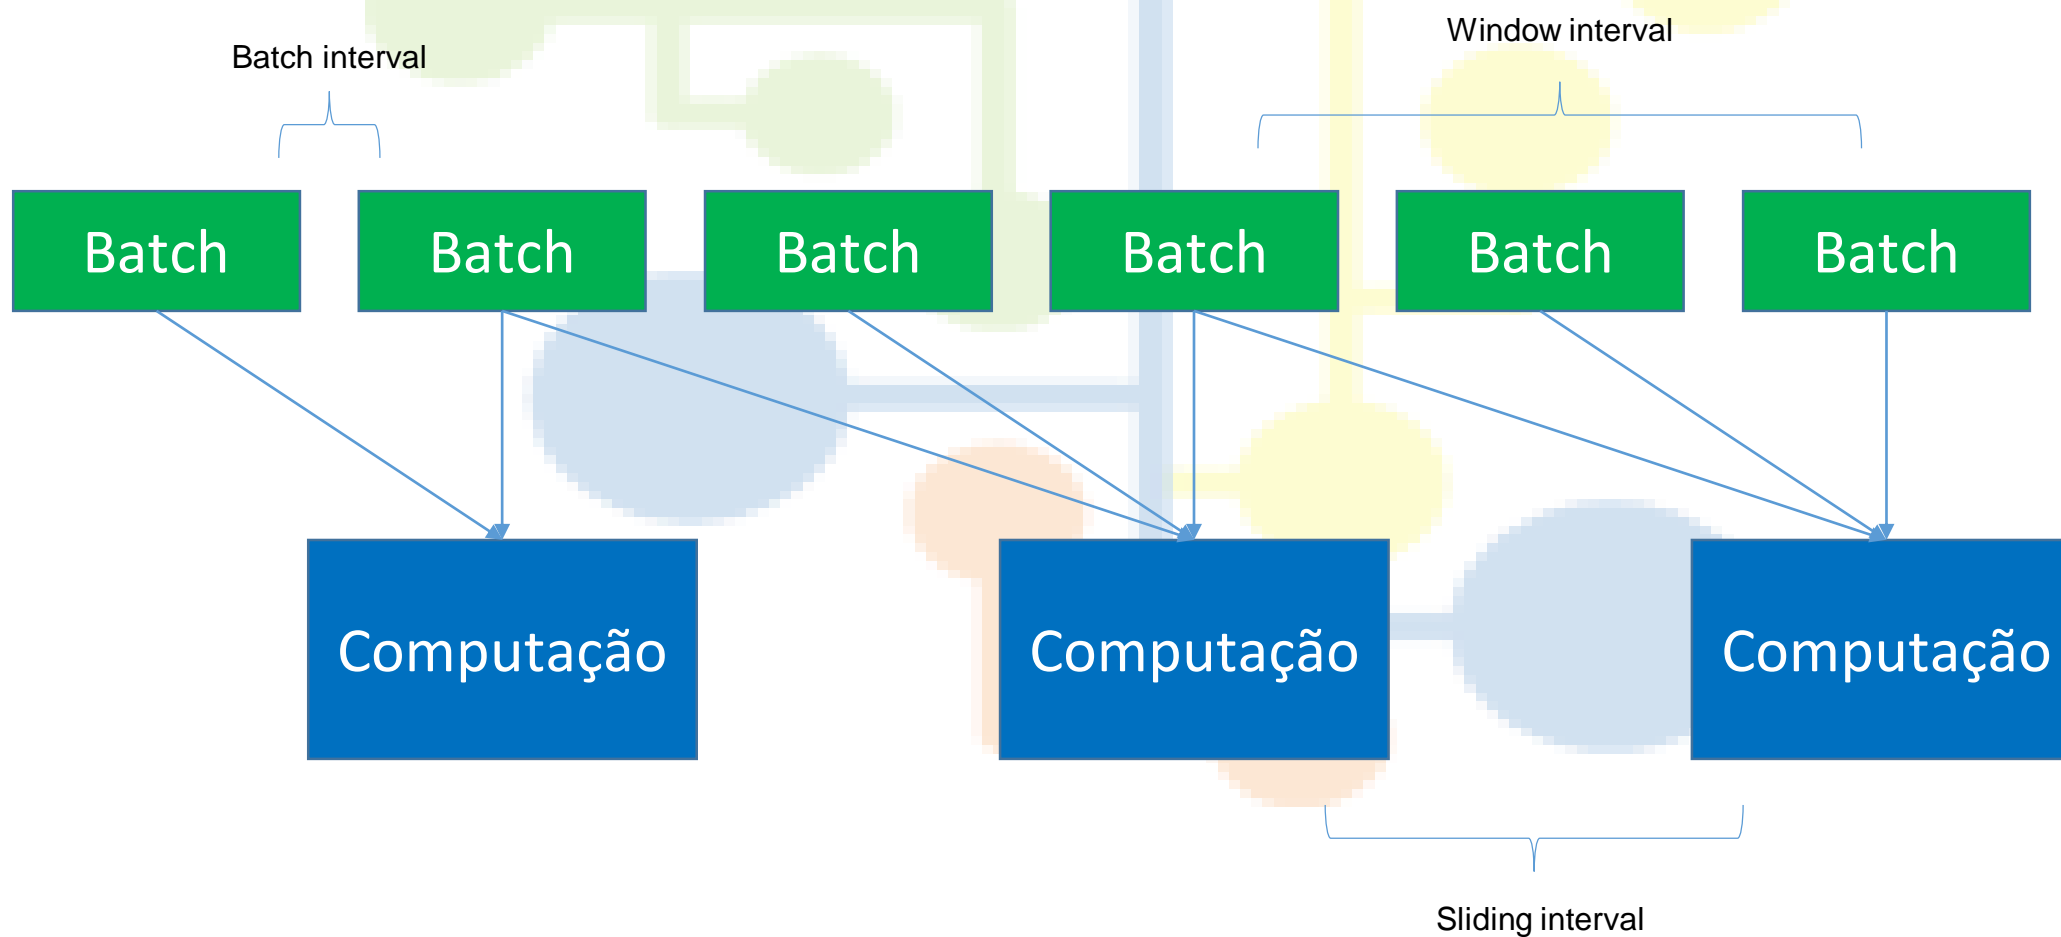 Window interval
Batch interval
Batch
Batch
Batch
Batch
Batch
Batch
Computação
Computação
Computação
Sliding interval